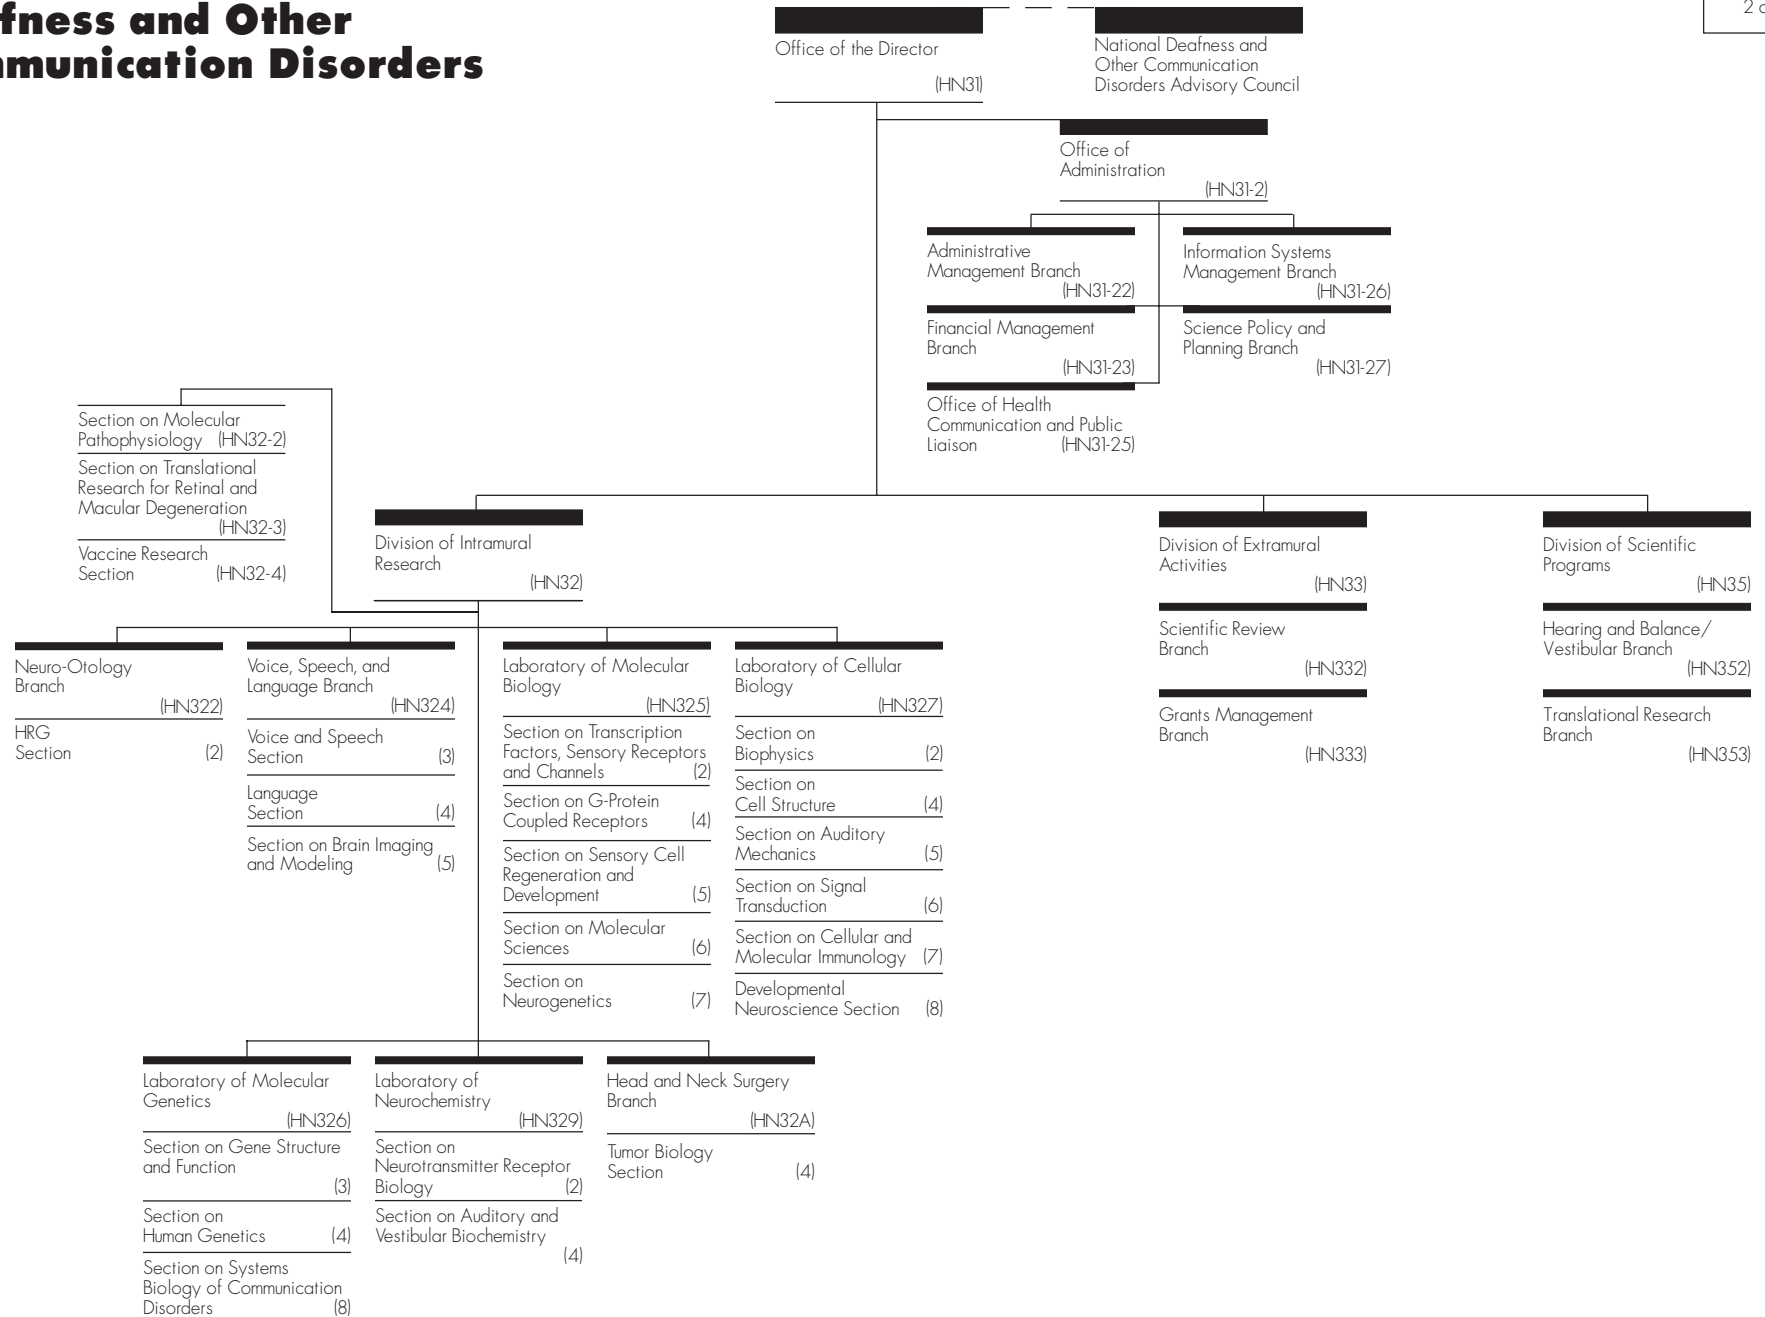 fness and Other
munication Disorders
2 o
Office of the Director
(HN31)
National Deafness and
Other Communication
Disorders Advisory Council
Office of
Administration
(HN31-2)
Administrative
Management Branch
(HN31-22)
Information Systems
Management Branch
(HN31-26)
Financial Management
Branch
(HN31-23)
Science Policy and
Planning Branch
(HN31-27)
Office of Health
Communication and Public
Liaison (HN31-25)
Section on Molecular
Pathophysiology (HN32-2)
Section on Translational
Research for Retinal and
Macular Degeneration
(HN32-3)
Vaccine Research
Section (HN32-4)
Division of Intramural
Research
(HN32)
Division of Extramural
Activities
(HN33)
Scientific Review
Branch
(HN332)
Grants Management
Branch
(HN333)
Division of Scientific
Programs
(HN35)
Hearing and Balance/
Vestibular Branch
(HN352)
Translational Research
Branch
(HN353)
Neuro-Otology
Branch
(HN322)
HRG
Section (2)
Voice, Speech, and
Language Branch
(HN324)
Voice and Speech
Section (3)
Language
Section (4)
Section on Brain Imaging
and Modeling (5)
Laboratory of Molecular
Biology
(HN325)
Section on Transcription
Factors, Sensory Receptors
and Channels (2)
Section on G-Protein
Coupled Receptors (4)
Section on Sensory Cell
Regeneration and
Development (5)
Section on Molecular
Sciences (6)
Section on
Neurogenetics (7)
Laboratory of Cellular
Biology
(HN327)
Section on
Biophysics (2)
Section on
Cell Structure (4)
Section on Auditory
Mechanics (5)
Section on Signal
Transduction (6)
Section on Cellular and
Molecular Immunology (7)
Developmental
Neuroscience Section (8)
Laboratory of Molecular
Genetics
(HN326)
Section on Gene Structure
and Function
(3)
Section on
Human Genetics (4)
Section on Systems
Biology of Communication
Disorders (8)
Laboratory of
Neurochemistry
(HN329)
Section on
Neurotransmitter Receptor
Biology (2)
Section on Auditory and
Vestibular Biochemistry
(4)
Head and Neck Surgery
Branch
(HN32A)
Tumor Biology
Section (4)